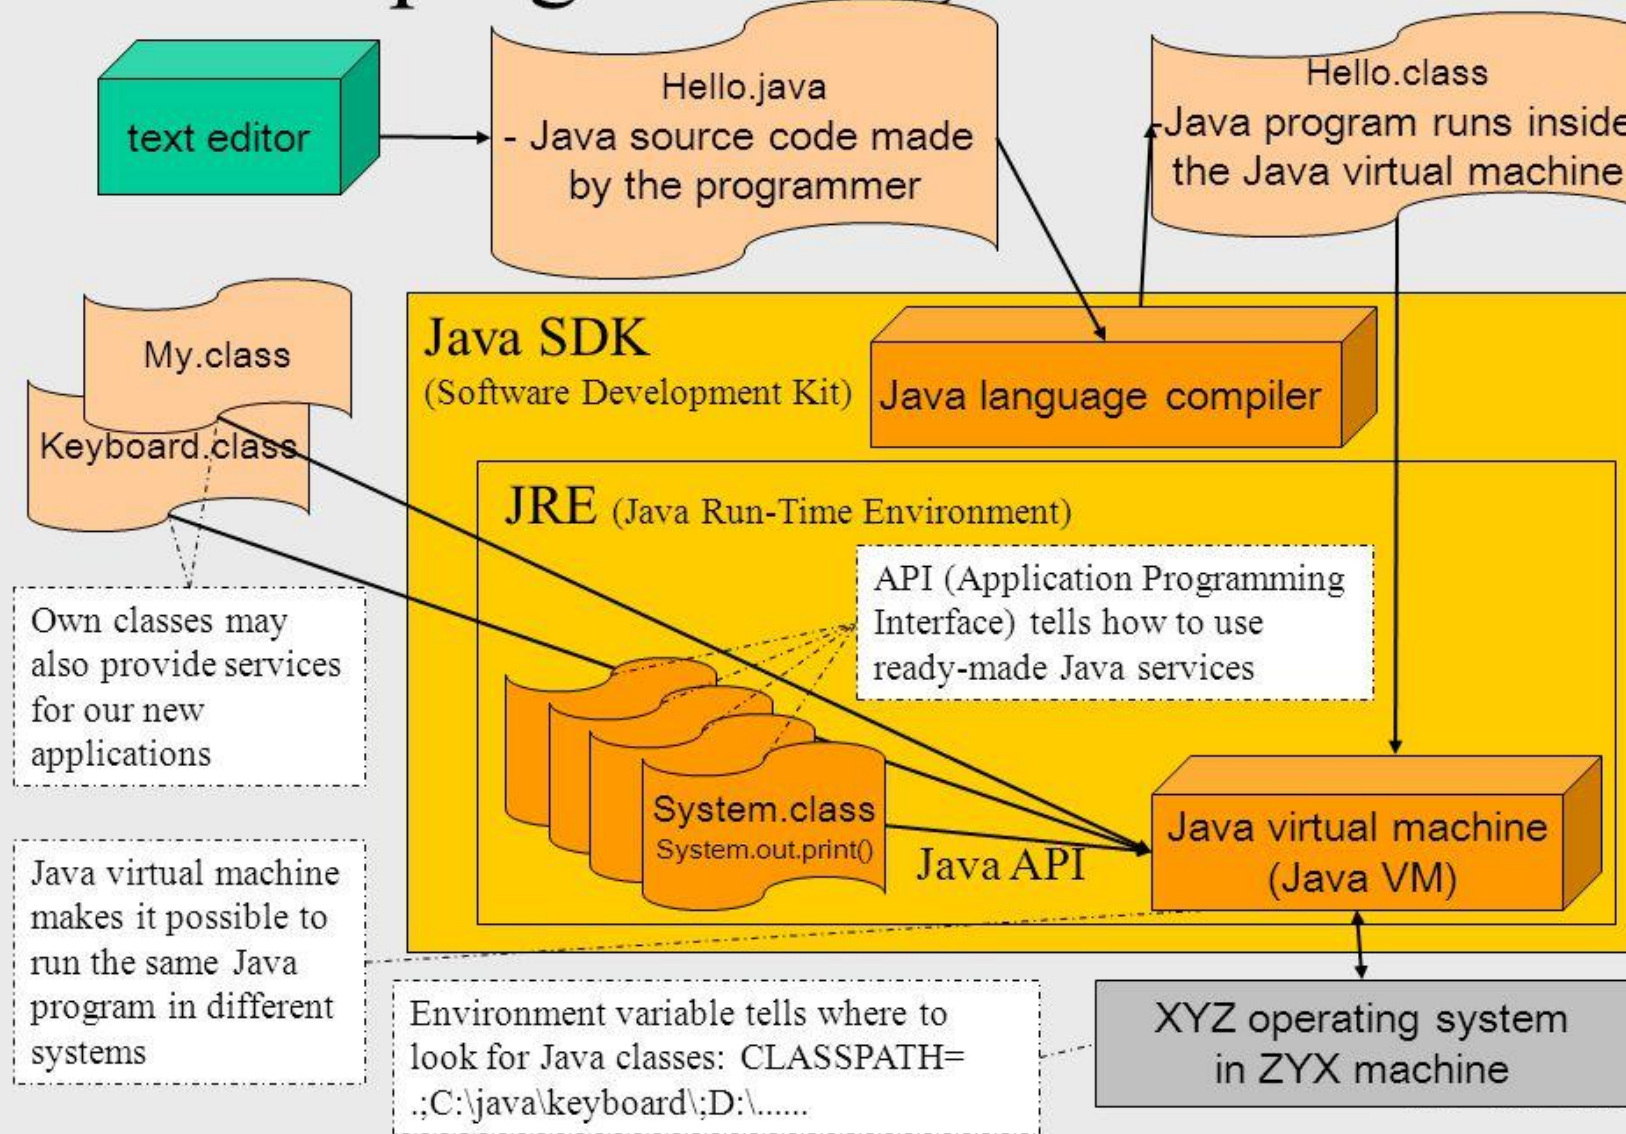 text editor
Hello.java
- Java source code made
by the programmer
Hello.class
-Java program runs inside
the Java virtual machine
My.class
Keyboard.class
Java SDK
(Software Development Kit)
Java language compiler
JRE (Java Run-Time Environment)
API (Application Programming
Interface) tells how to use
ready-made Java services
Own classes may
also provide services
for our new
applications
System.class
System.out.print()
Java API
Java virtual machine
(Java VM)
Java virtual machine
makes it possible to
run the same Java
program in different
systems
Environment variable tells where to
look for Java classes: CLASSPATH=
.;C:\java\keyboard\;D:\......
XYZ operating system
in ZYX machine